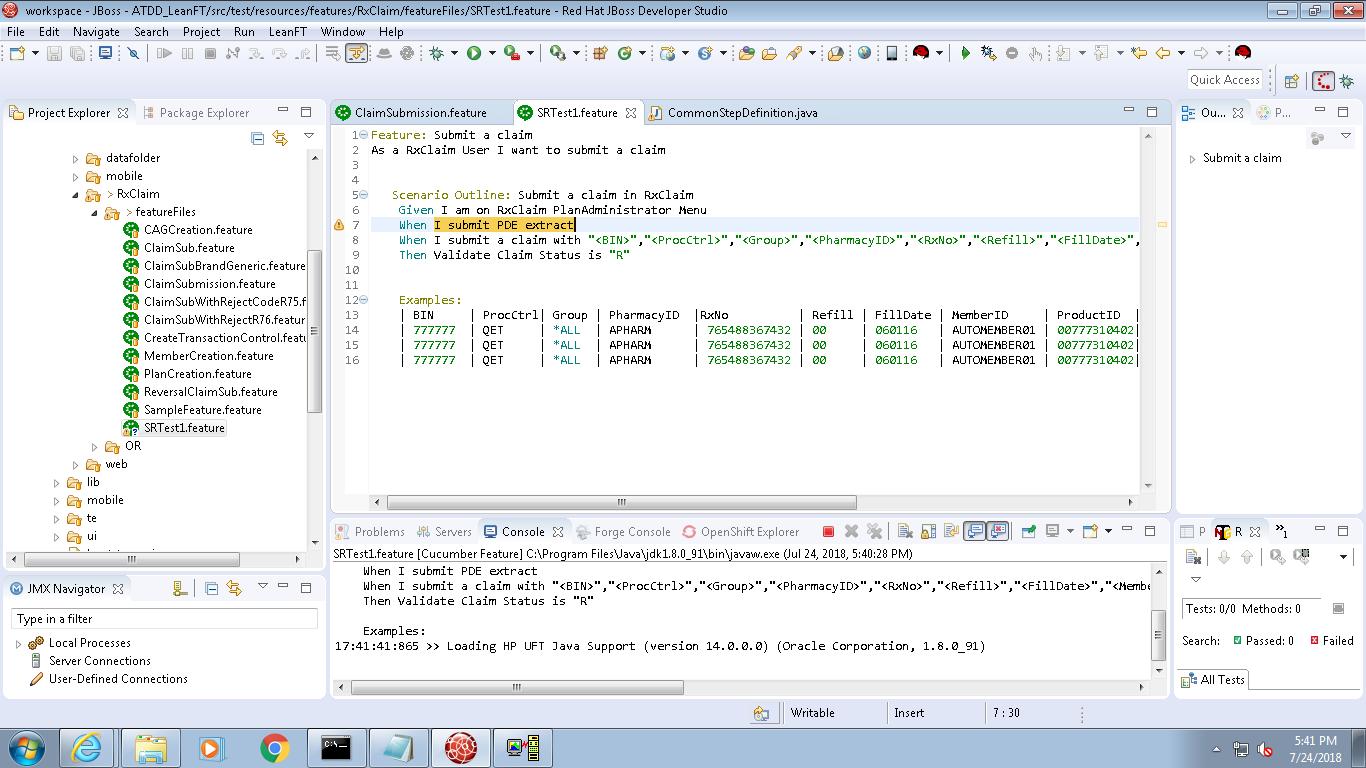 workspace - JBoss - ATDD_LeanFT/src/test/resources/features/RxClaim/featureFiles/SRTest1.feature - Red Hat JBoss Developer Studio
File Edit Navigate Search Project Run LeanFT Window Help
Quick Access
Project Explorer Package Explorer
datafolder
mobile
> RxClaim
> featureFiles
CAGCreation.feature
ClaimSub.feature
ClaimSubBrandGeneric.feature
ClaimSubmission.feature
ClaimSubWithRejectCodeR75.f
ClaimSubWithRejectR76.featur
CreateTransactionControl.featu
MemberCreation.feature
PlanCreation.feature
ReversalClaimSub.feature
SampleFeature.feature
SRTest1.feature
OR
web
lib
mobile
te
ui
JMX Navigator
Type in a filter
Local Processes
Server Connections
User-Defined Connections
ClaimSubmission.feature SRTest1.feature CommonStepDefinition.java
1 Feature: Submit a claim
2 As a RxClaim User I want to submit a claim
3
4
5 Scenario Outline: Submit a claim in RxClaim
6 Given I am on RxClaim PlanAdministrator Menu
7 When I submit PDE extract
8 When I submit a claim with "<BIN>","<ProcCtrl>","<Group>","<PharmacyID>","<RxNo>","<Refill>","<FillDate>",
9 Then Validate Claim Status is "R"
10
11
12 Examples:
13 | BIN | ProcCtrl| Group | PharmacyID |RxNo | Refill | FillDate | MemberID | ProductID |
14 | 777777 | QET | *ALL | APHARM | 765488367432 | 00 | 060116 | AUTOMEMBER01 | 00777310402|
15 | 777777 | QET | *ALL | APHARM | 765488367432 | 00 | 060116 | AUTOMEMBER01 | 00777310402|
16 | 777777 | QET | *ALL | APHARM | 765488367432 | 00 | 060116 | AUTOMEMBER01 | 00777310402|
Problems Servers Console Forge Console OpenShift Explorer
SRTest1.feature [Cucumber Feature] C:\Program Files\Java\jdk1.8.0_91\bin\javaw.exe (Jul 24, 2018, 5:40:28 PM)
When I submit PDE extract
When I submit a claim with "<BIN>","<ProcCtrl>","<Group>","<PharmacyID>","<RxNo>","<Refill>","<FillDate>","<Membe
Then Validate Claim Status is "R"
Examples:
17:41:41:865 >> Loading HP UFT Java Support (version 14.0.0.0) (Oracle Corporation, 1.8.0_91)
Ou... P...
Submit a claim
P R »1
Tests: 0/0 Methods: 0
Search: Passed: 0 Failed
All Tests
Writable Insert 7 : 30
5:41 PM
7/24/2018